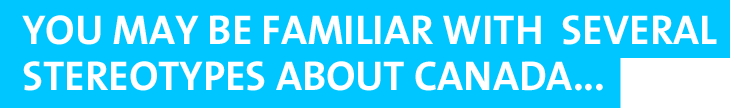 YOU MAY BE FAMILIAR WITH  SEVERAL
STEREOTYPES ABOUT CANADA...